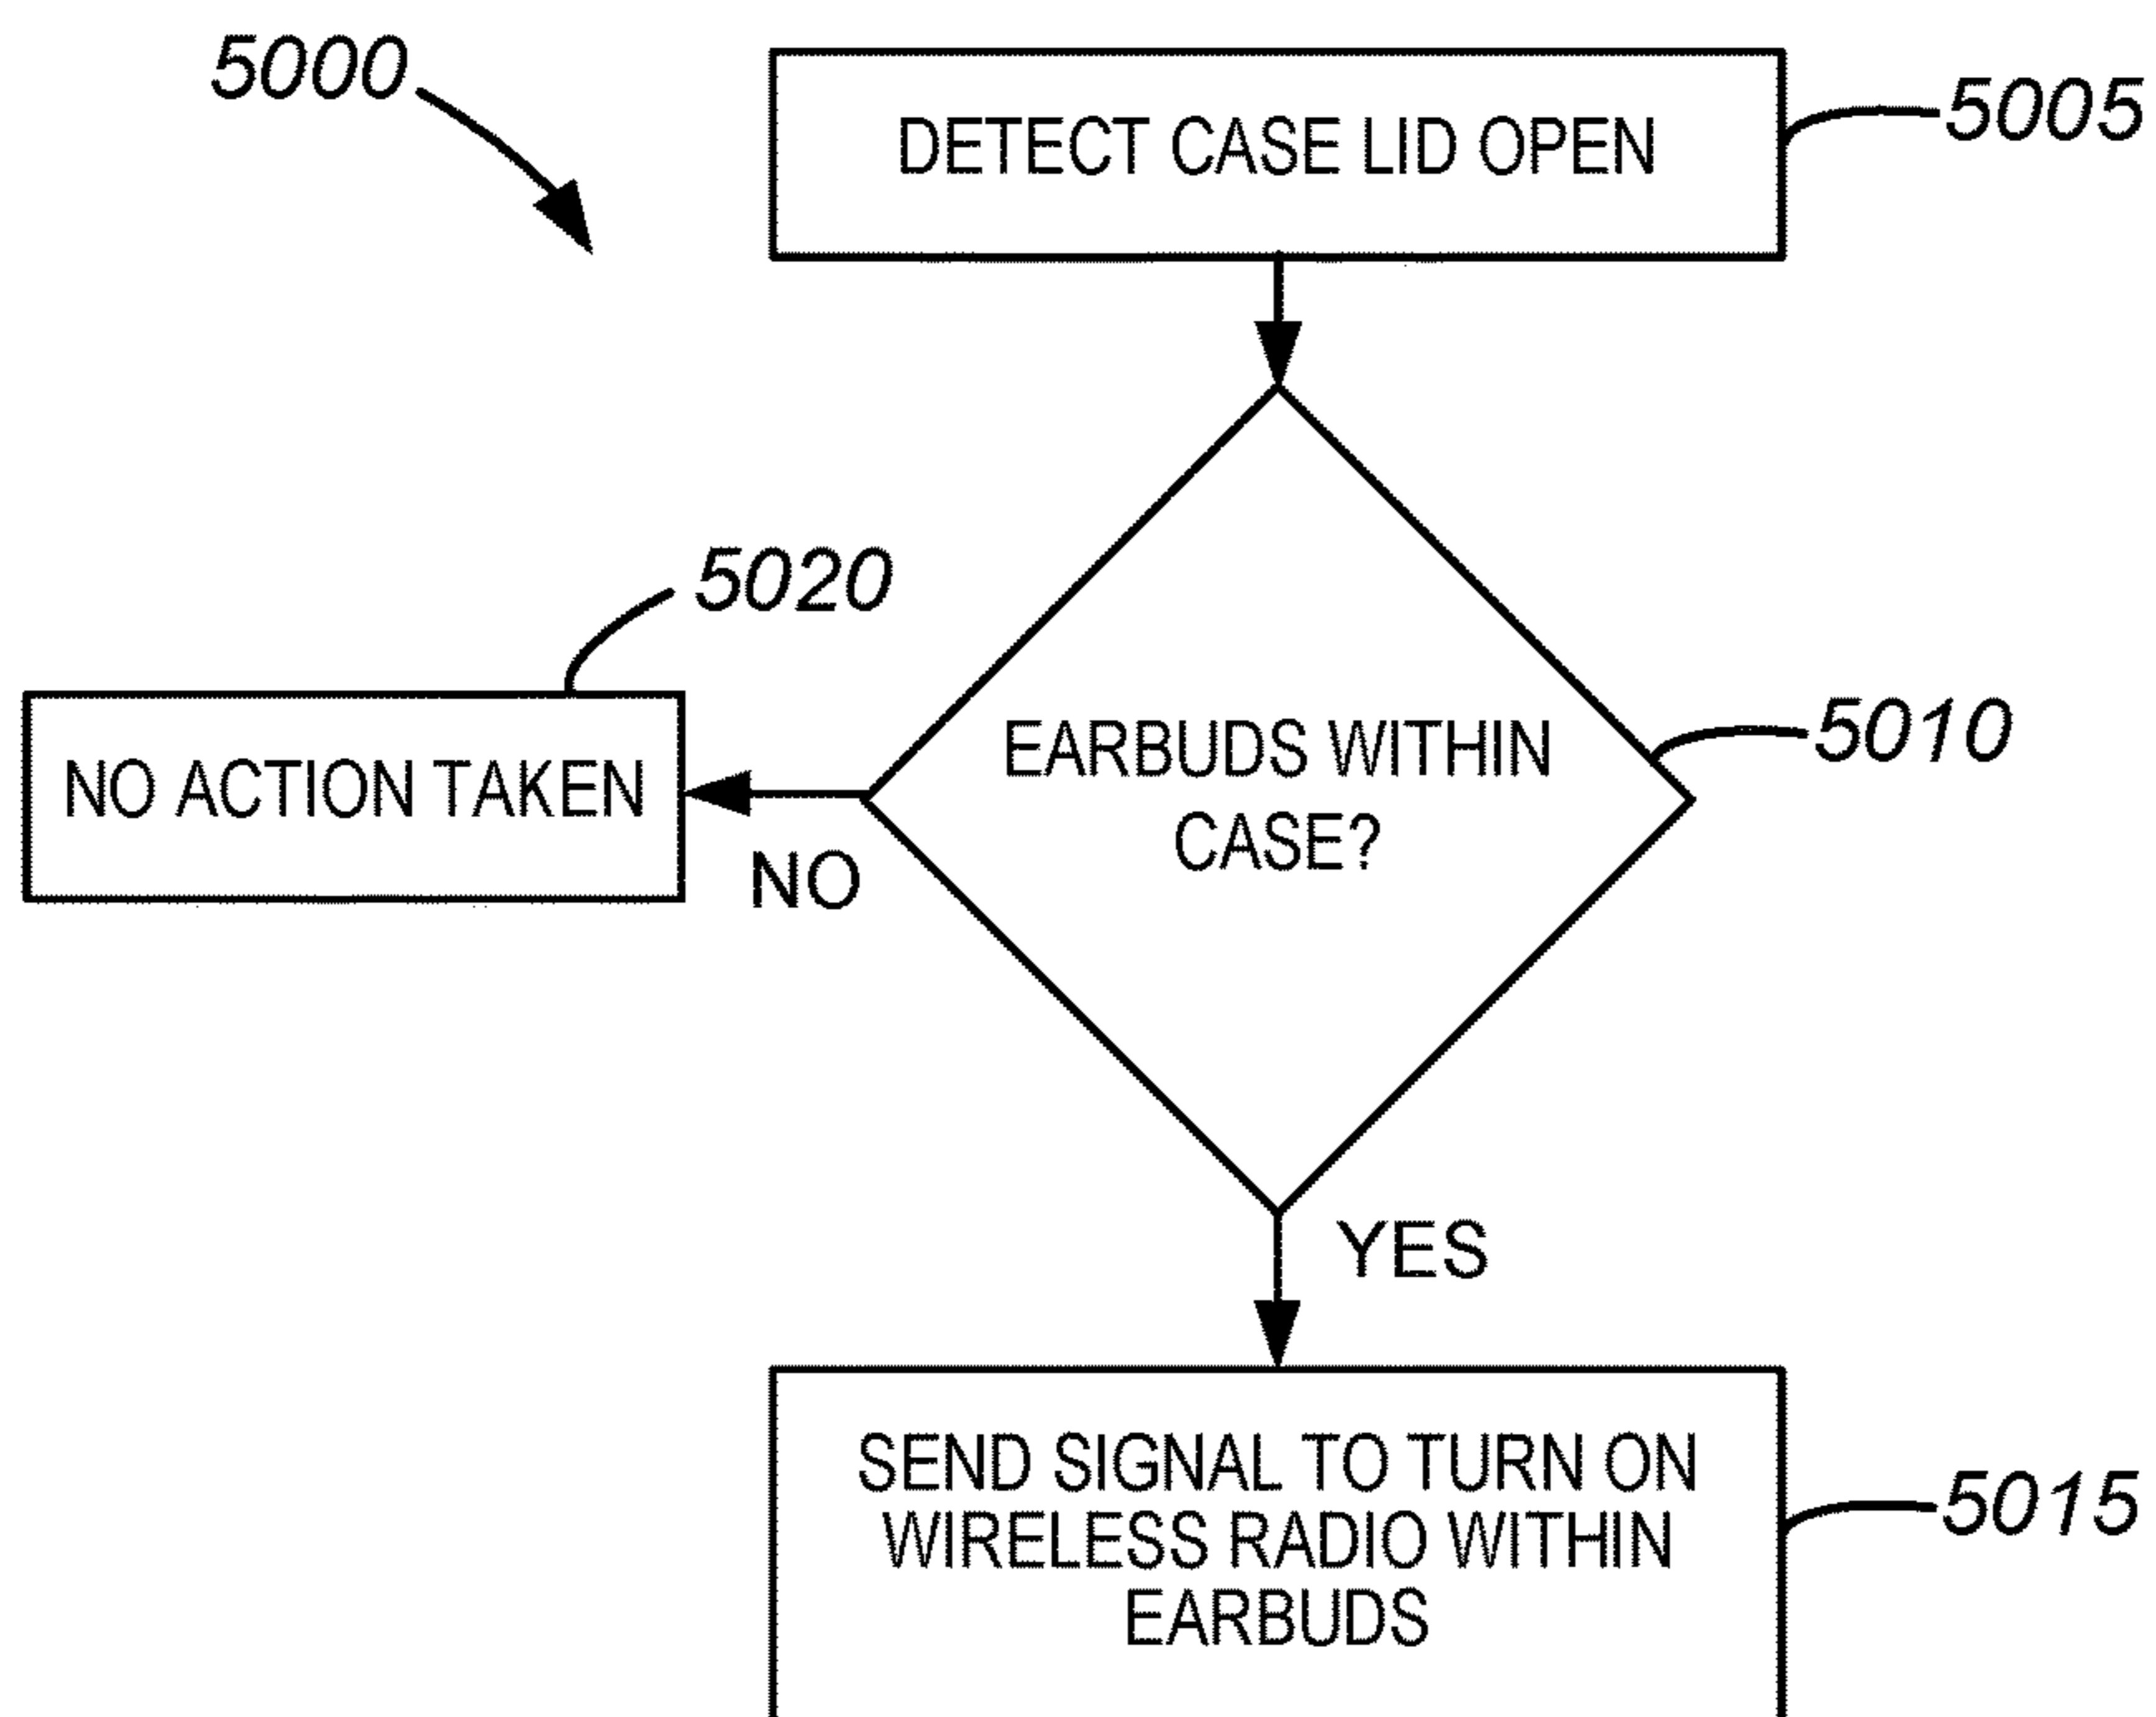 5000
DETECT CASE LID OPEN
5005
5020
NO ACTION TAKEN
NO
EARBUDS WITHIN
CASE?
5010
YES
SEND SIGNAL TO TURN ON
WIRELESS RADIO WITHIN
EARBUDS
5015